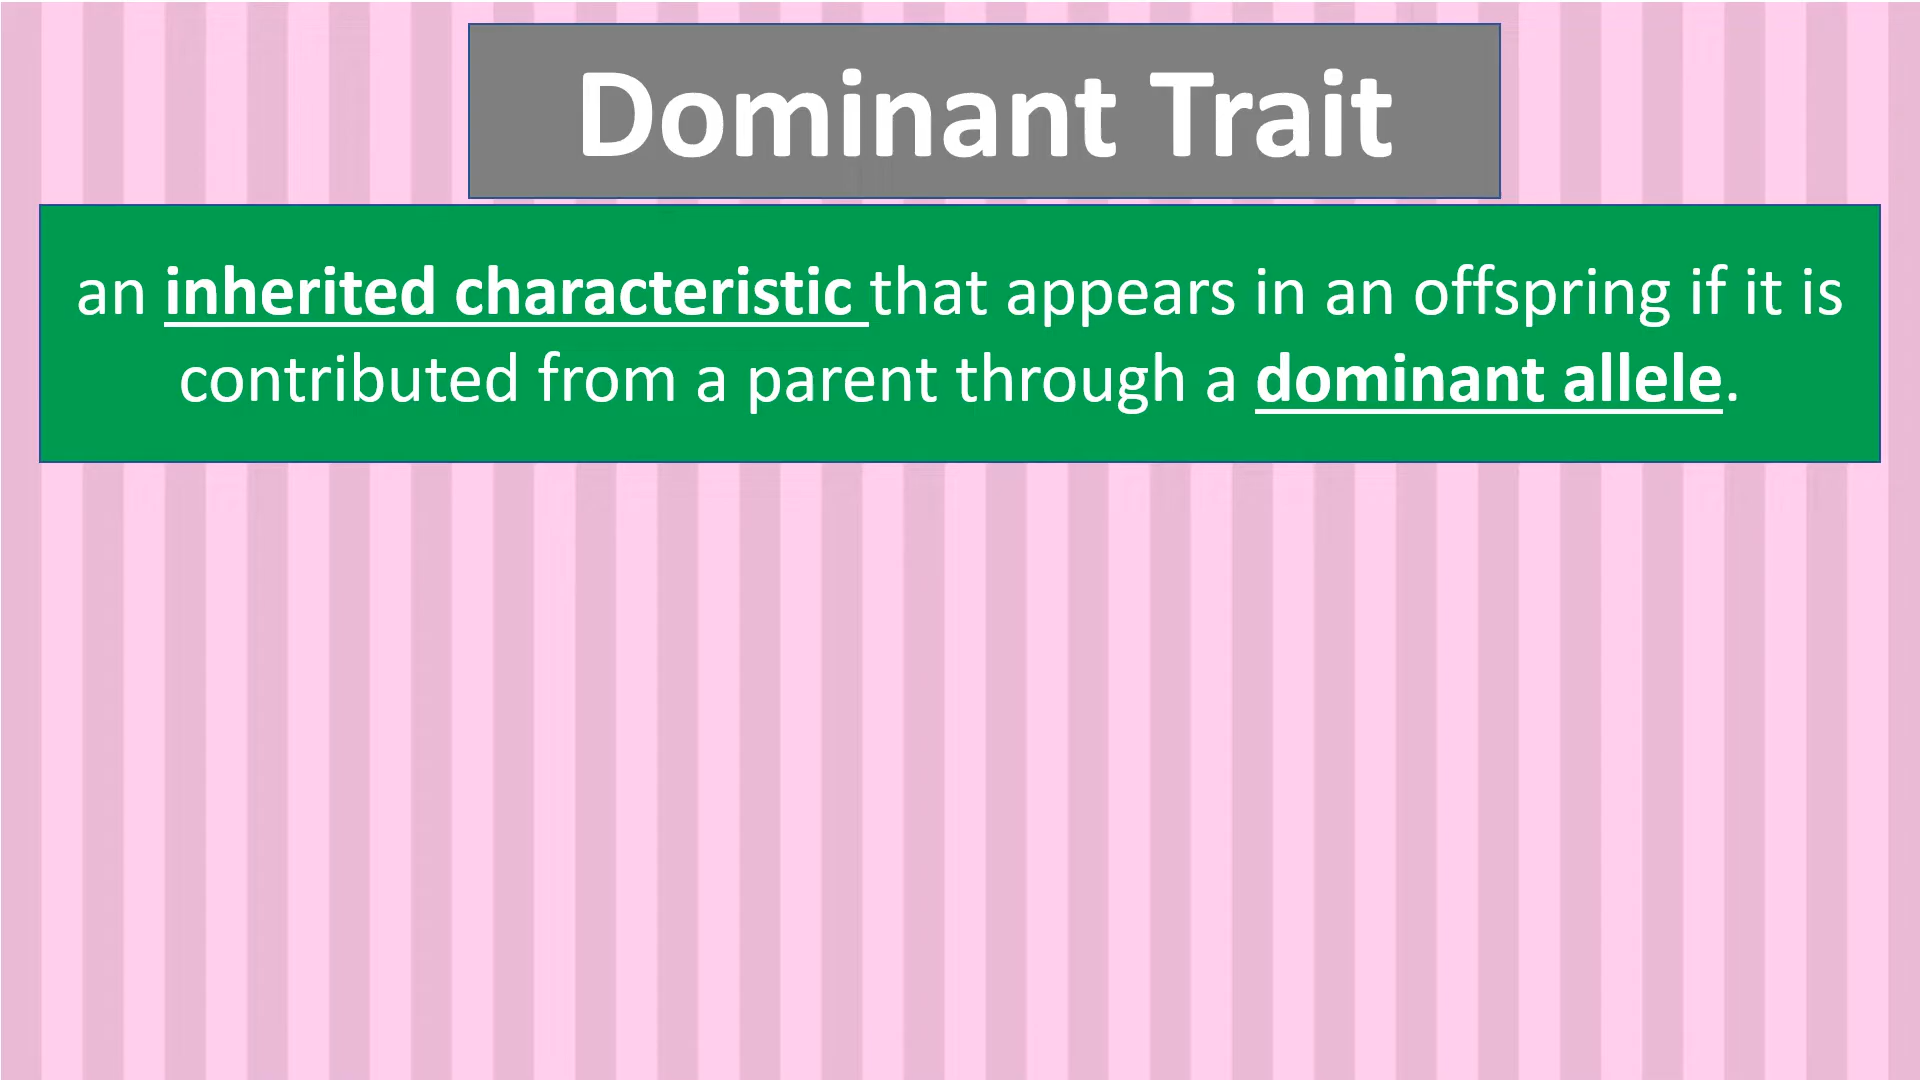 Dominant Trait
an inherited characteristic that appears in an offspring if it is
contributed from a parent through a dominant allele.